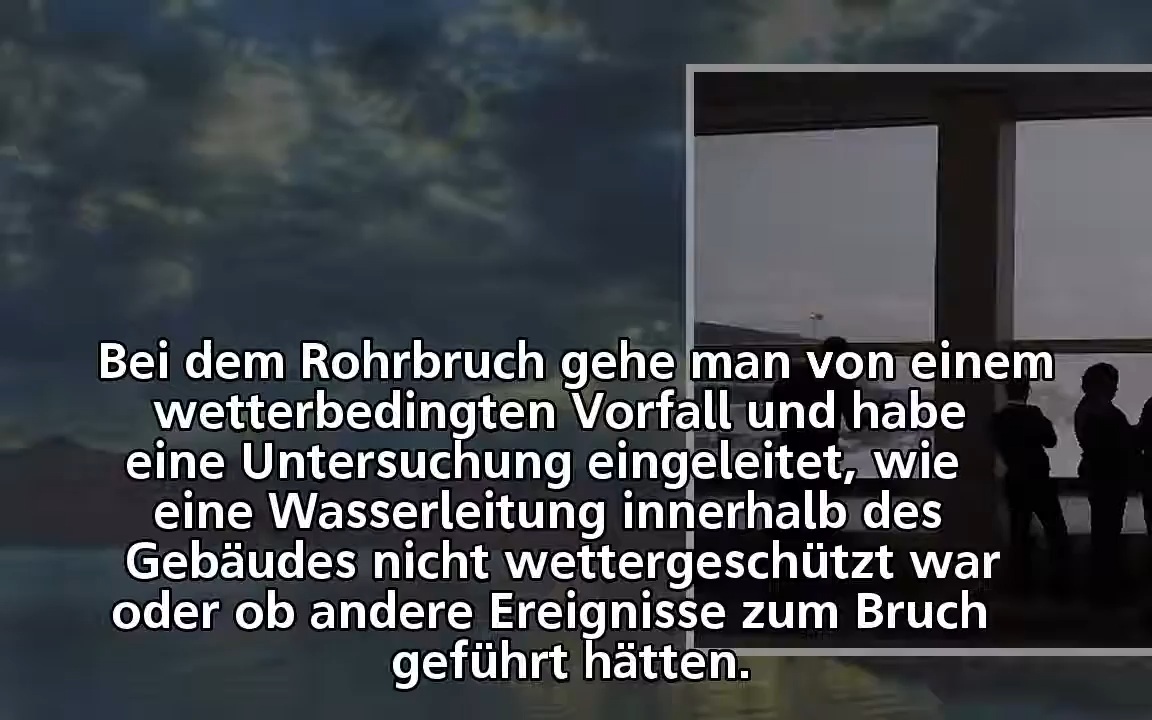 Bei dem Rohrbruch gehe man von einem
wetterbedingten Vorfall und habe
eine Untersuchung eingeleitet, wie
eine Wasserleitung innerhalb des
Gebäudes nicht wettergeschützt war
oder ob andere Ereignisse zum Bruch
geführt hätten.